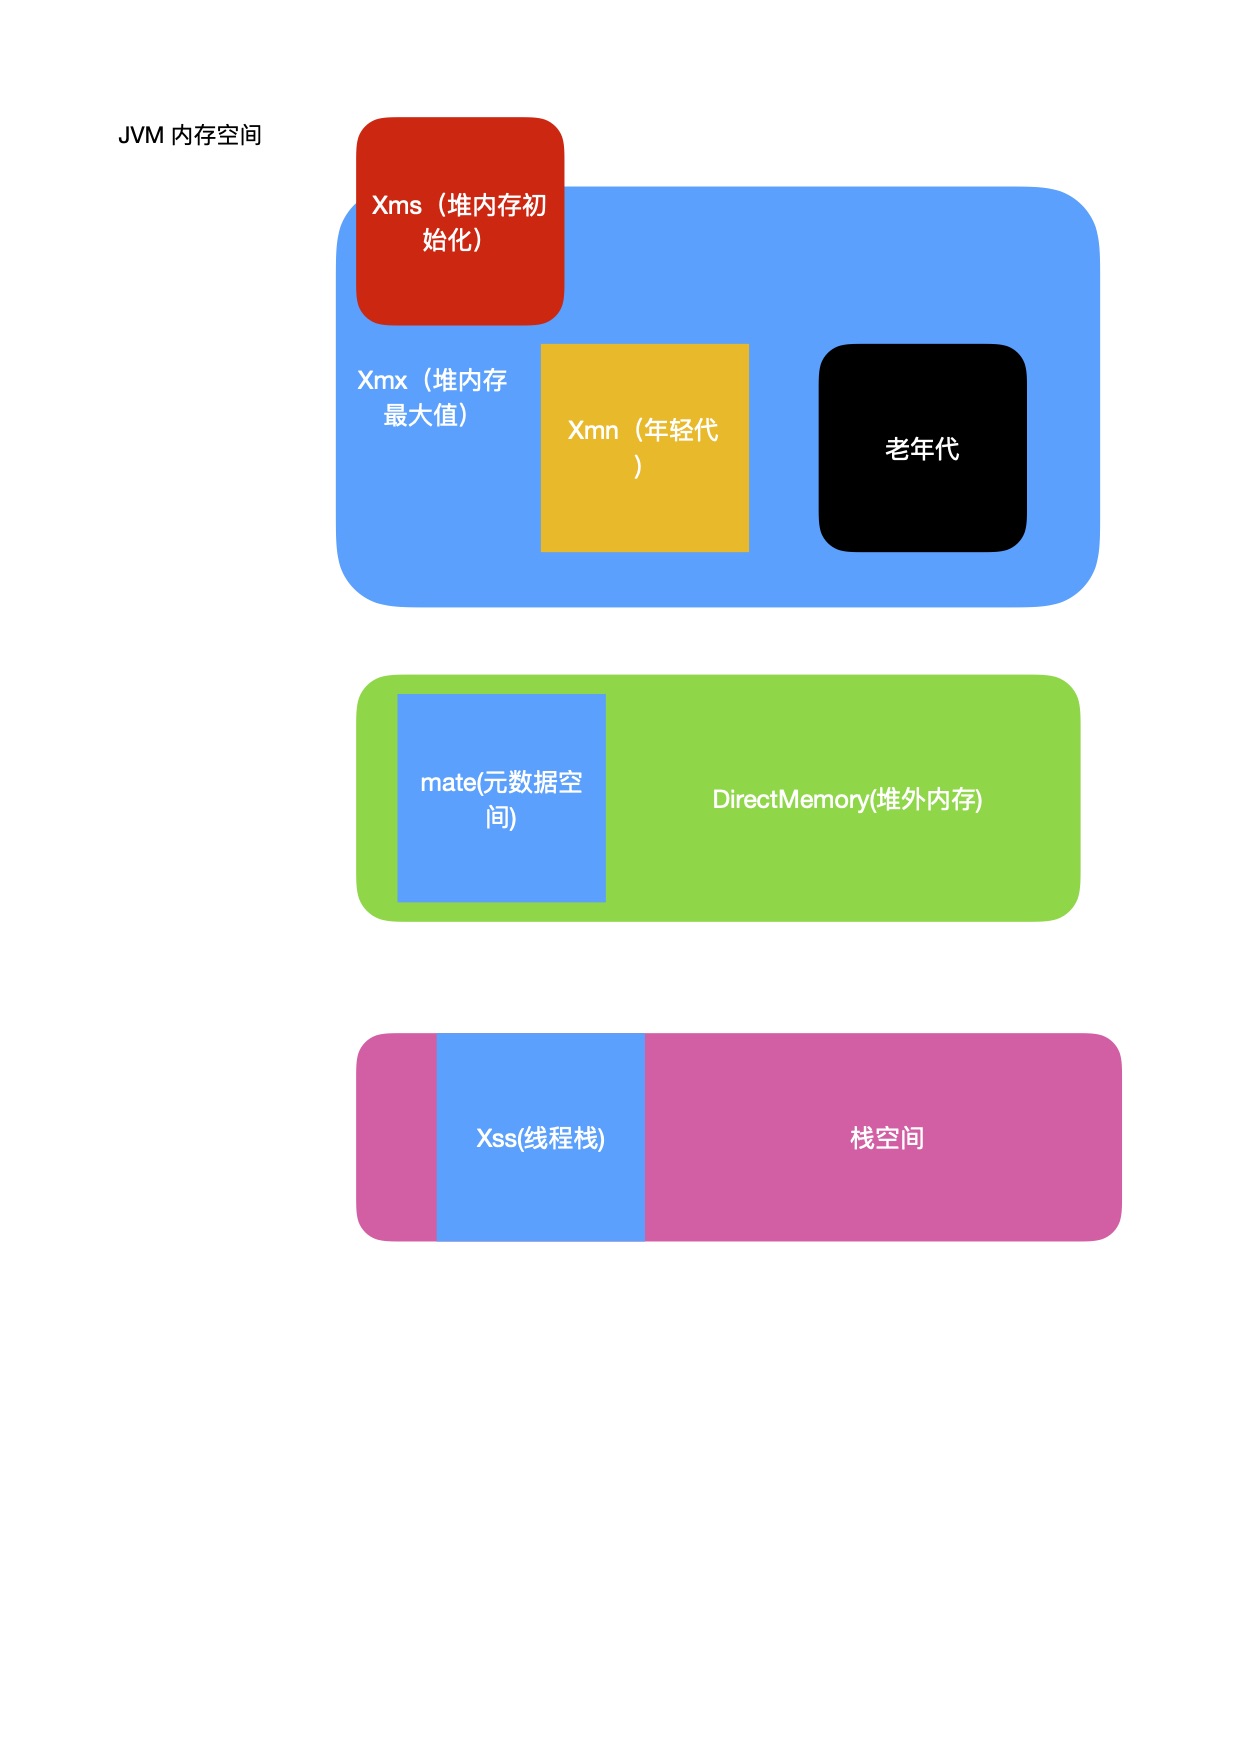 JVM 内存空间
Xms（堆内存初
始化）
Xmx（堆内存
最大值）
Xmn（年轻代
）
老年代
mate(元数据空
间)
DirectMemory(堆外内存)
Xss(线程栈)
栈空间